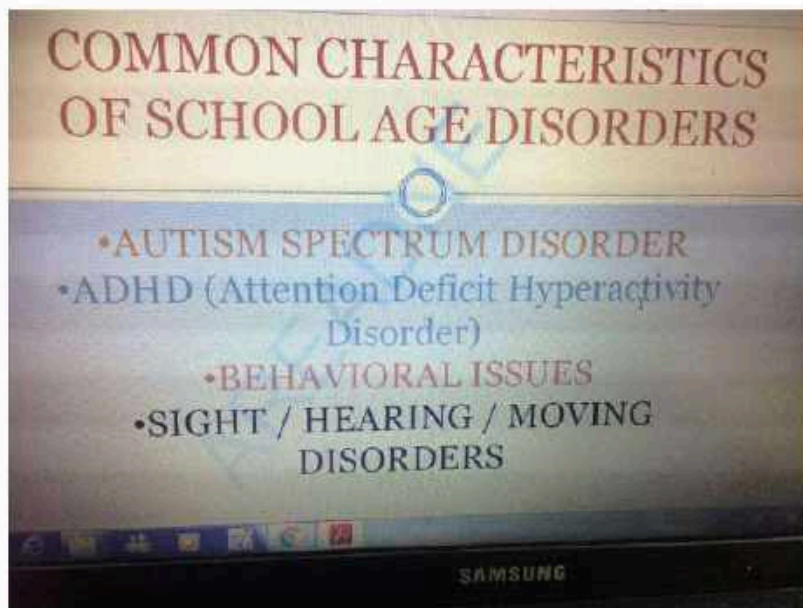 COMMON CHARACTERISTICS
OF SCHOOL AGE DISORDERS
•AUTISM SPECTRUM DISORDER
•ADHD (Attention Deficit Hyperactivity
Disorder)
•BEHAVIORAL ISSUES
•SIGHT / HEARING / MOVING
DISORDERS
SAMSUNG